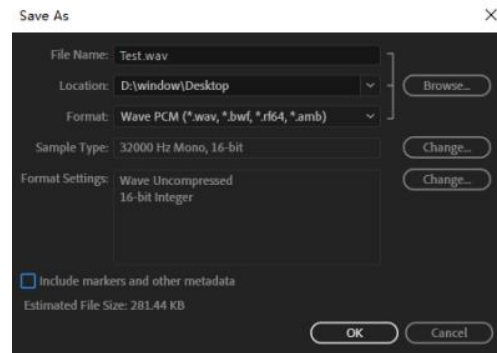 Save As
File Name: Test.wav
Location: D:\window\Desktop Browse...
Format: Wave PCM (*.wav, *.bwf, *.rf64, *.amb)
Sample Type: 32000 Hz Mono, 16-bit Change...
Format Settings: Wave Uncompressed Change...
16-bit Integer
Include markers and other metadata
Estimated File Size: 281.44 KB
OK Cancel